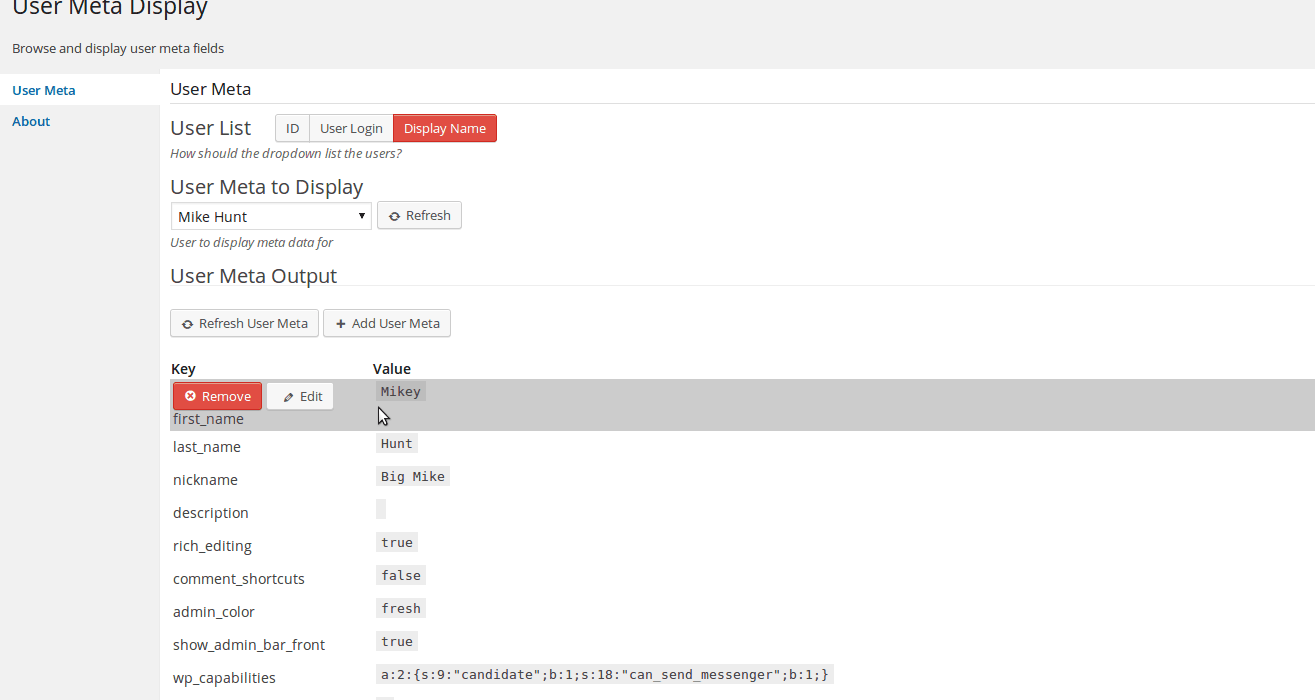 User Meta Display
Browse and display user meta fields
User Meta
About
User Meta
User List ID User Login Display Name
How should the dropdown list the users?
User Meta to Display
Mike Hunt Refresh
User to display meta data for
User Meta Output
Refresh User Meta Add User Meta
Key Value
Remove Edit Mikey
first_name
last_name Hunt
nickname Big Mike
description
rich_editing true
comment_shortcuts false
admin_color fresh
show_admin_bar_front true
wp_capabilities a:2:{s:9:"candidate";b:1;s:18:"can_send_messenger";b:1;}